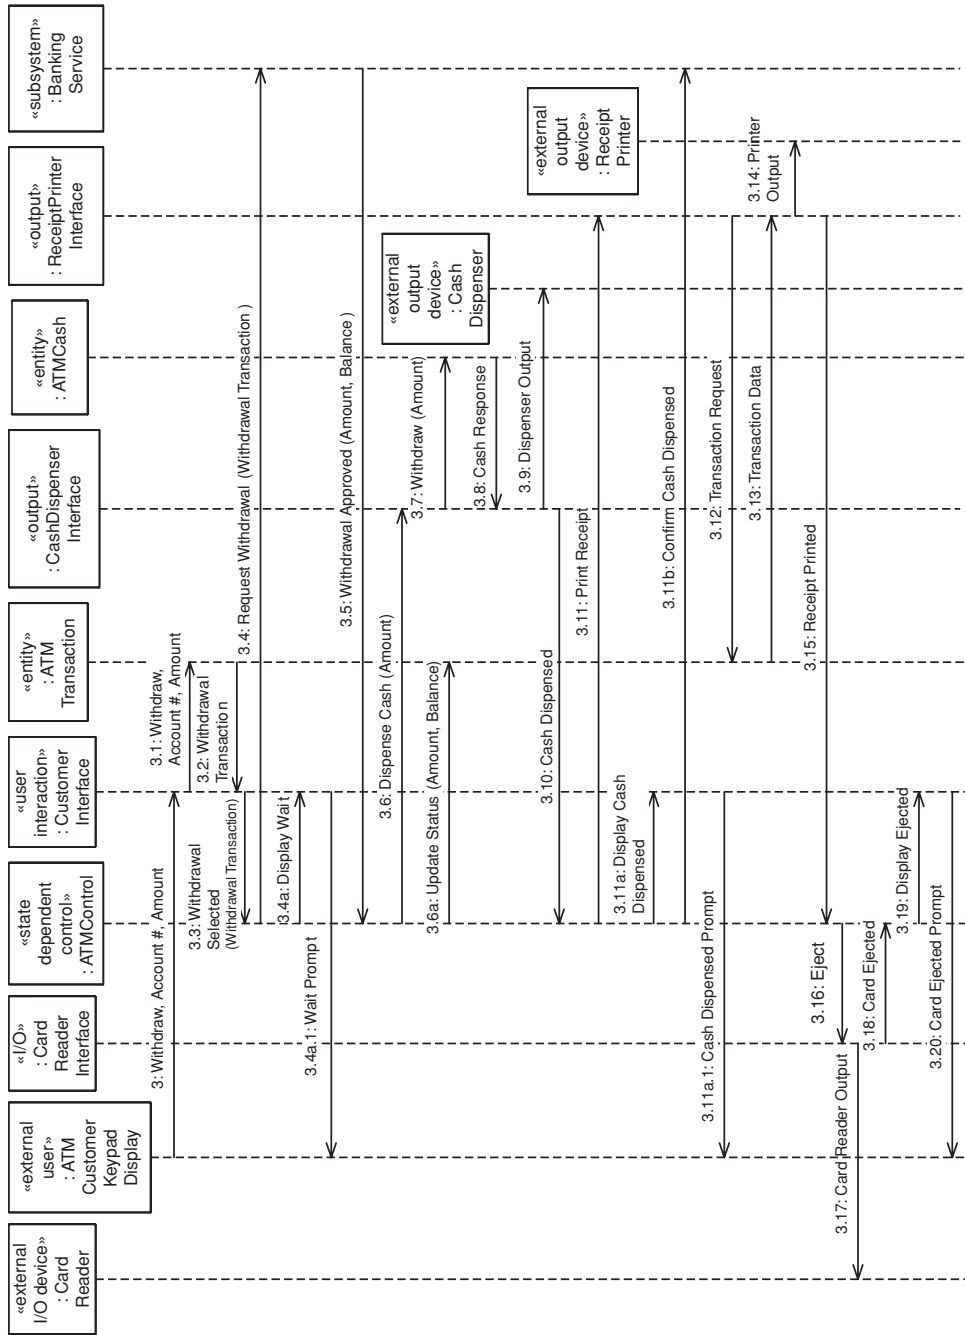 «external
I/O device»
: Card
Reader
«external
user»
: ATM
Customer
Keypad
Display
«I/O»
: Card
Reader
Interface
«state
dependent
control»
: ATMControl
«user
interaction»
: Customer
Interface
«entity»
: ATM
Transaction
«output»
: CashDispenser
Interface
«entity»
: ATMCash
«output»
: ReceiptPrinter
Interface
«subsystem»
: Banking
Service
3: Withdraw, Account #, Amount
3.1: Withdraw,
Account #, Amount
3.2: Withdrawal
Transaction
3.3: Withdrawal
Selected
(Withdrawal Transaction)
3.4: Request Withdrawal (Withdrawal Transaction )
3.4a: Display Wait
3.4a.1: Wait Prompt
3.5: Withdrawal Approved (Amount, Balance )
3.6: Dispense Cash (Amount)
«external
output
device»
: Cash
Dispenser
3.7: Withdraw (Amount)
3.6a: Update Status (Amount, Balance)
3.8: Cash Response
3.9: Dispenser Output
3.10: Cash Dispensed
«external
output
device»
: Receipt
Printer
3.11: Print Receipt
3.11a: Display Cash
Dispensed
3.11b: Confirm Cash Dispensed
3.11a.1: Cash Dispensed Prompt
3.12: Transaction Request
3.13: Transaction Data
3.14: Printer
Output
3.15: Receipt Printed
3.16: Eject
3.17: Card Reader Output
3.18: Card Ejected
3.19: Display Ejected
3.20: Card Ejected Prompt